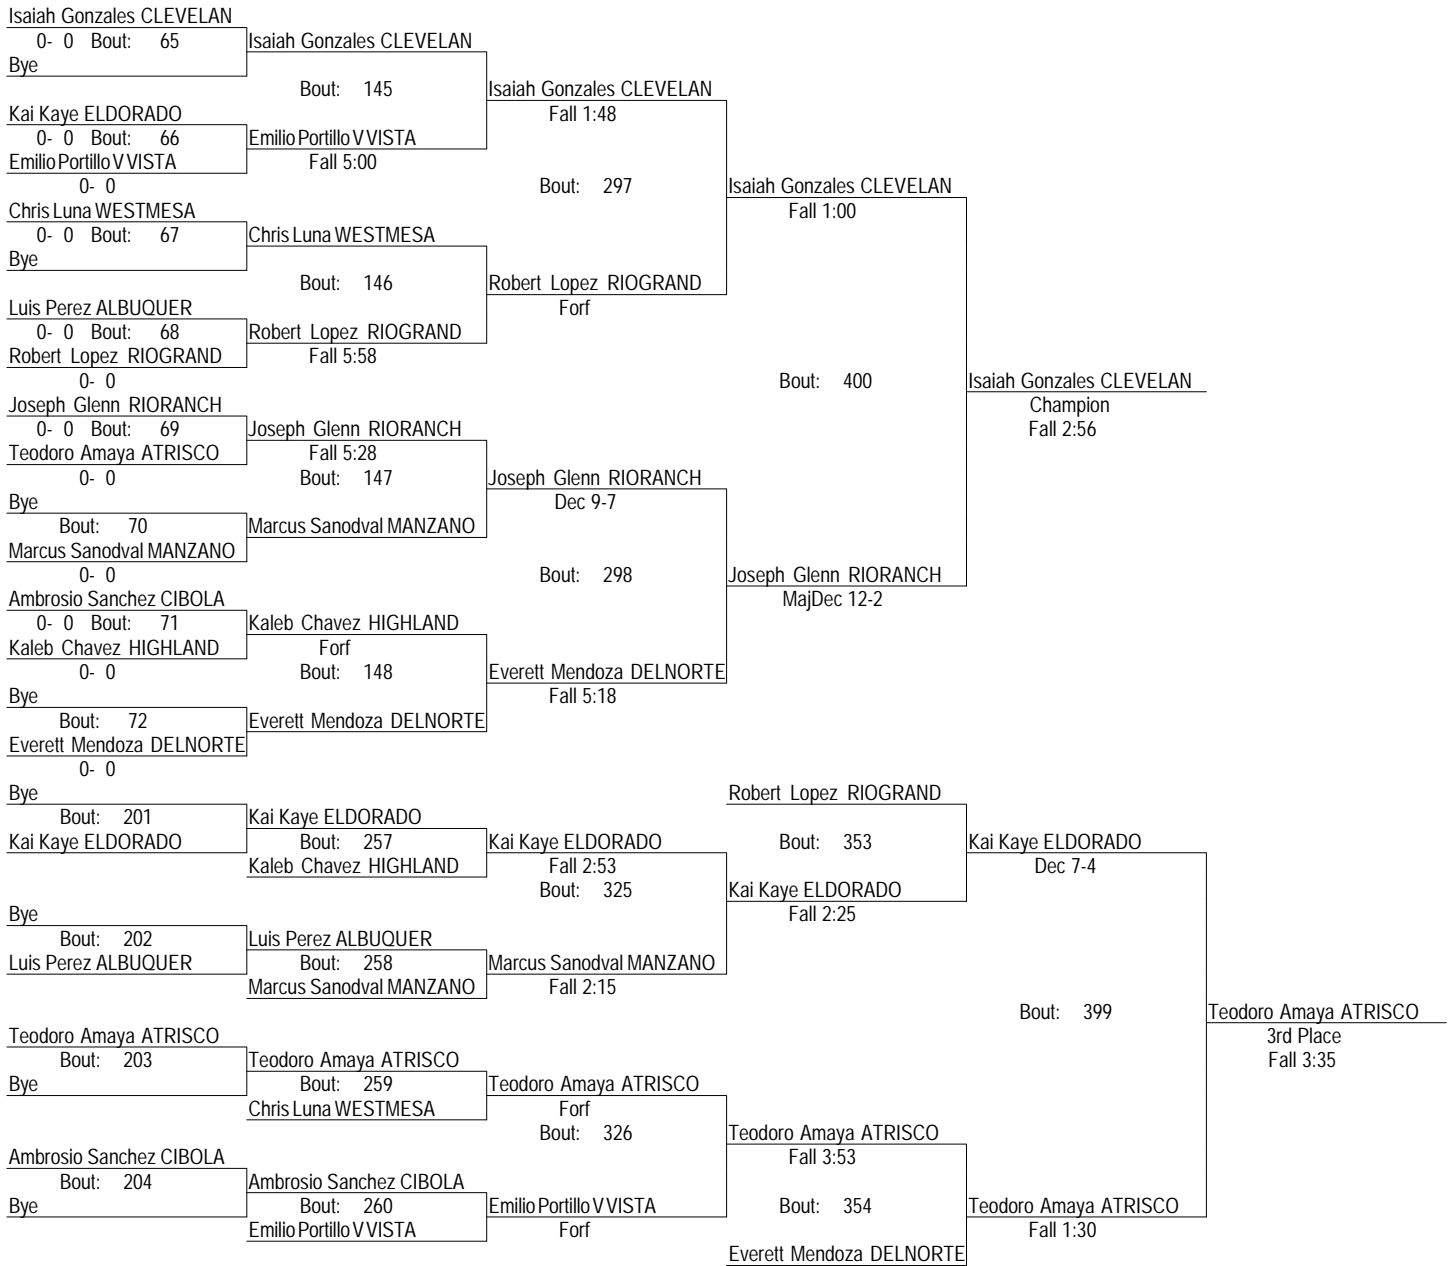 Isaiah Gonzales CLEVELAN
0- 0 Bout: 65 Isaiah Gonzales CLEVELAN
Bye
Bout: 145 Isaiah Gonzales CLEVELAN
Kai Kaye ELDORADO Fall 1:48
0- 0 Bout: 66 Emilio Portillo V VISTA
Emilio Portillo V VISTA Fall 5:00
0- 0 Bout: 297 Isaiah Gonzales CLEVELAN
Chris Luna WESTMESA Fall 1:00
0- 0 Bout: 67 Chris Luna WESTMESA
Bye
Bout: 146 Robert Lopez RIOGRAND
Luis Perez ALBUQUER Forf
0- 0 Bout: 68 Robert Lopez RIOGRAND
Robert Lopez RIOGRAND Fall 5:58
0- 0 Bout: 400 Isaiah Gonzales CLEVELAN
Joseph Glenn RIORANCH Champion
0- 0 Bout: 69 Joseph Glenn RIORANCH Fall 2:56
Teodoro Amaya ATRISCO Fall 5:28
0- 0 Bout: 147 Joseph Glenn RIORANCH
Bye Dec 9-7
Bout: 70 Marcus Sanodval MANZANO
Marcus Sanodval MANZANO
0- 0 Bout: 298 Joseph Glenn RIORANCH
Ambrosio Sanchez CIBOLA MajDec 12-2
0- 0 Bout: 71 Kaleb Chavez HIGHLAND
Kaleb Chavez HIGHLAND Forf
0- 0 Bout: 148 Everett Mendoza DELNORTE
Bye Fall 5:18
Bout: 72 Everett Mendoza DELNORTE
Everett Mendoza DELNORTE
0- 0
Bye Robert Lopez RIOGRAND
Bout: 201 Kai Kaye ELDORADO
Kai Kaye ELDORADO Bout: 257 Kai Kaye ELDORADO Bout: 353 Kai Kaye ELDORADO
Kaleb Chavez HIGHLAND Fall 2:53 Dec 7-4
Bout: 325 Kai Kaye ELDORADO
Bye Fall 2:25
Bout: 202 Luis Perez ALBUQUER
Luis Perez ALBUQUER Bout: 258 Marcus Sanodval MANZANO
Marcus Sanodval MANZANO Fall 2:15
Bout: 399 Teodoro Amaya ATRISCO
Teodoro Amaya ATRISCO 3rd Place
Bout: 203 Teodoro Amaya ATRISCO Fall 3:35
Bye Bout: 259 Teodoro Amaya ATRISCO
Chris Luna WESTMESA Forf
Bout: 326 Teodoro Amaya ATRISCO
Ambrosio Sanchez CIBOLA Fall 3:53
Bout: 204 Ambrosio Sanchez CIBOLA
Bye Bout: 260 Emilio Portillo V VISTA Bout: 354 Teodoro Amaya ATRISCO
Emilio Portillo V VISTA Forf Fall 1:30
Everett Mendoza DELNORTE